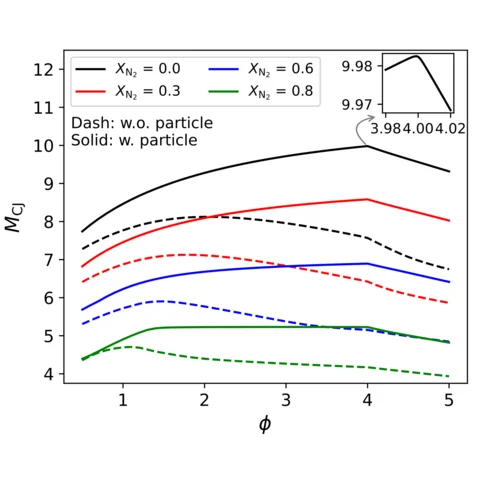 12
11
10
9
8
7
6
5
4
M_CJ
X_N₂ = 0.0
X_N₂ = 0.3
X_N₂ = 0.6
X_N₂ = 0.8
Dash: w.o. particle
Solid: w. particle
9.98
9.97
3.98 4.00 4.02
1 2 3 4 5
ϕ